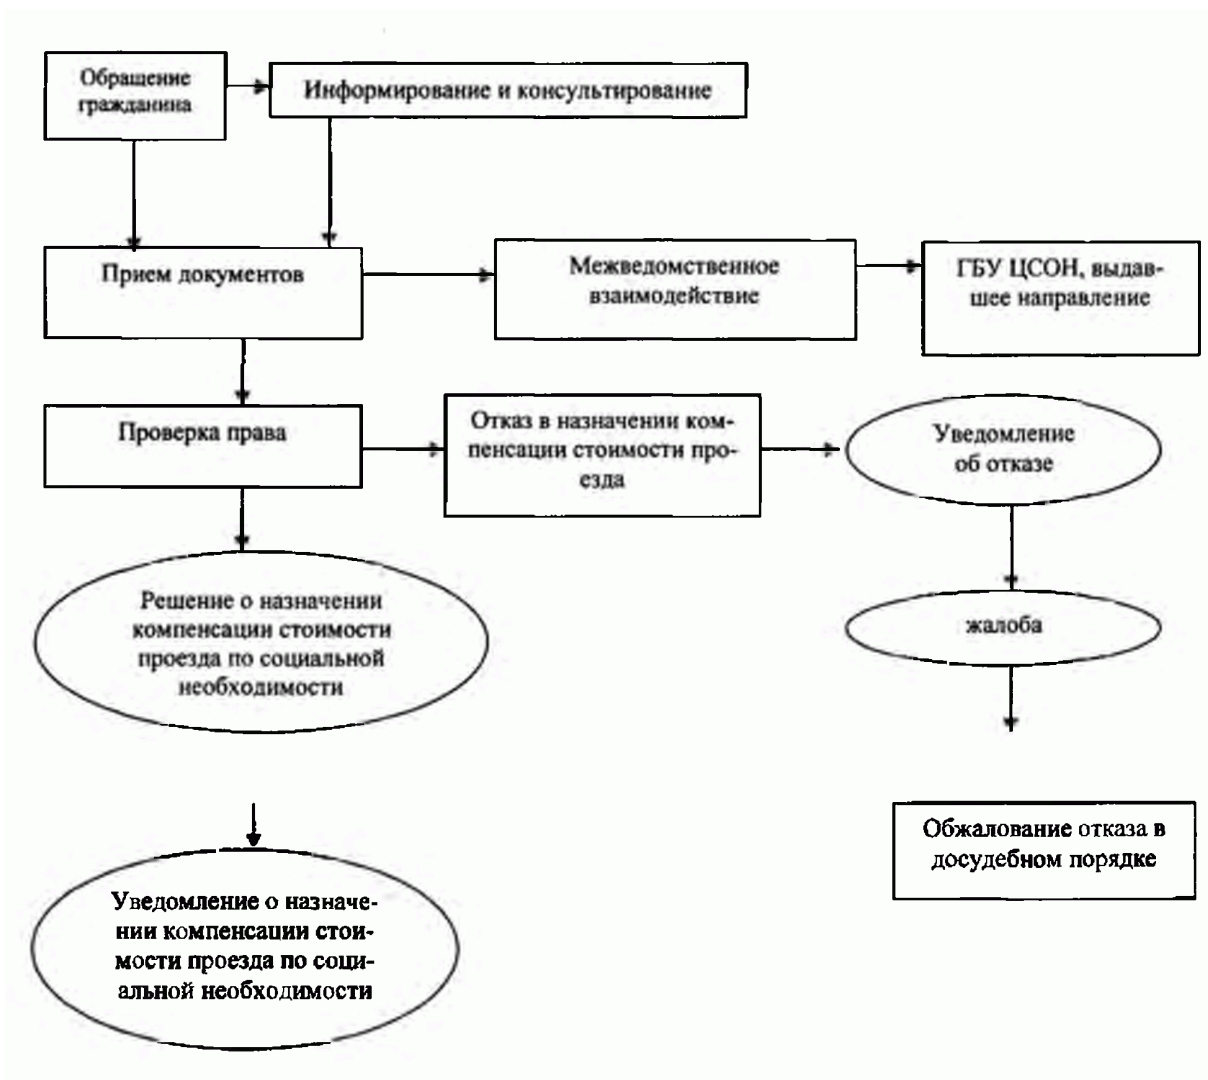 Обращение
гражданина
Информирование и консультирование
Прием документов
Межведомственное
взаимодействие
ГБУ ЦСОН, выдав-
шее направление
Проверка права
Отказ в назначении ком-
пенсации стоимости про-
езда
Уведомление
об отказе
Решение о назначении
компенсации стоимости
проезда по социальной
необходимости
жалоба
Обжалование отказа в
досудебном порядке
Уведомление о назначе-
нии компенсации стои-
мости проезда по соци-
альной необходимости